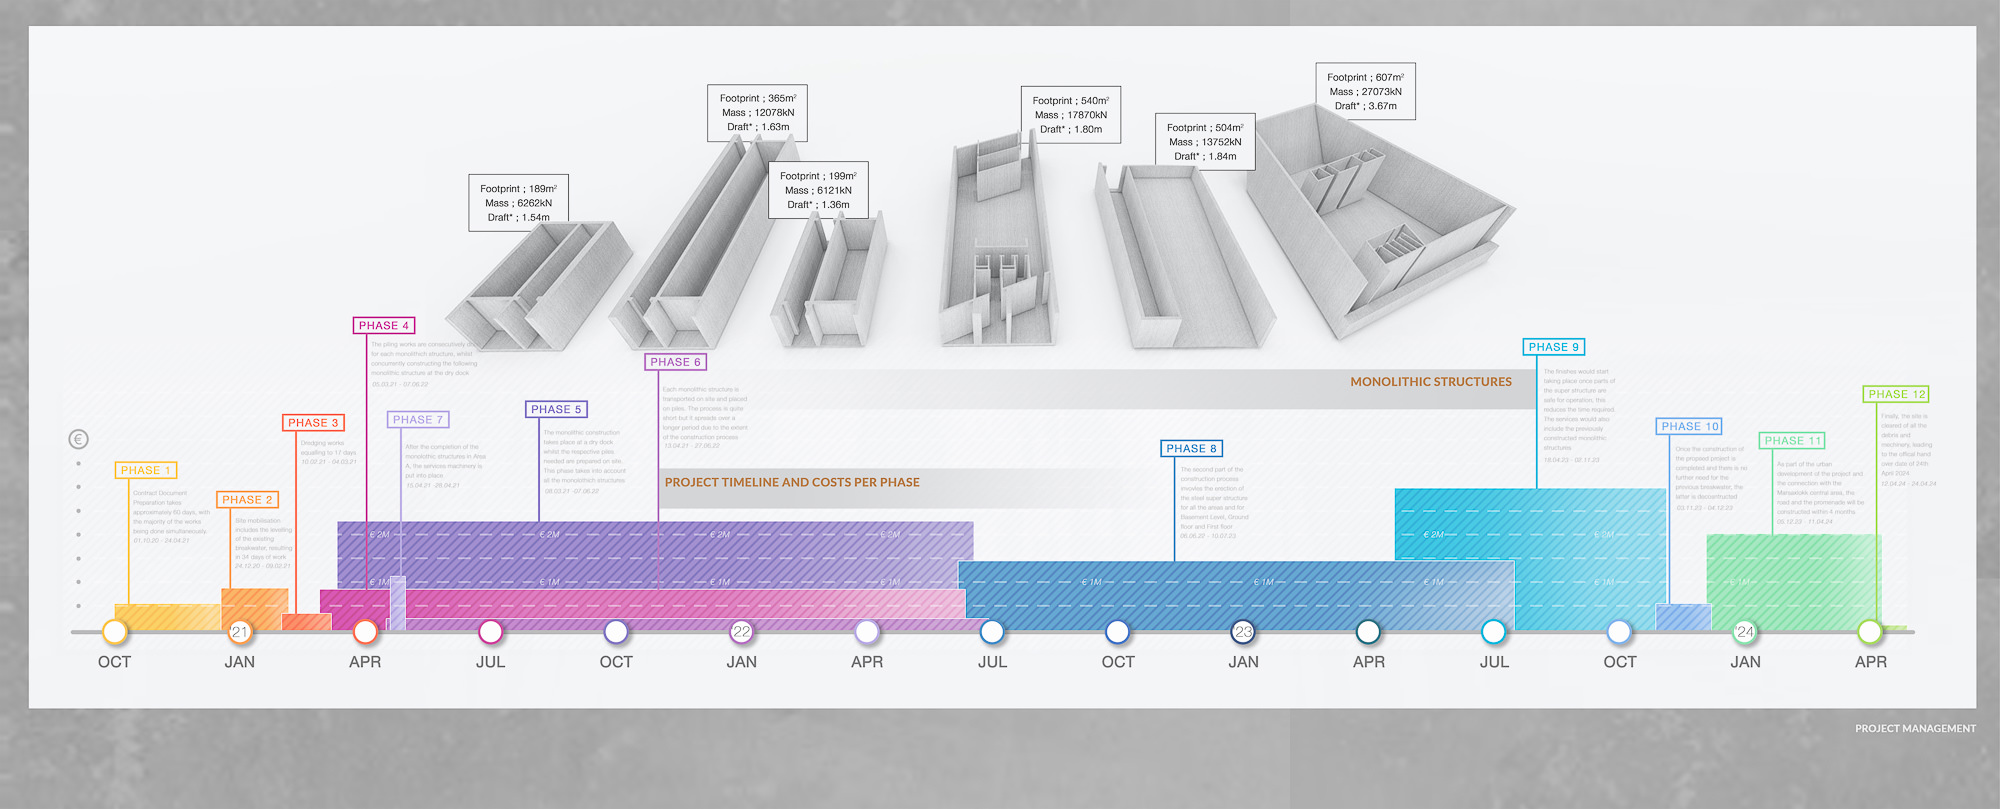 Footprint ; 607m²
Mass ; 27073kN
Draft* ; 3.67m
Footprint ; 365m²
Mass ; 12078kN
Draft* ; 1.63m
Footprint ; 540m²
Mass ; 17870kN
Draft* ; 1.80m
Footprint ; 504m²
Mass ; 13752kN
Draft* ; 1.84m
Footprint ; 199m²
Mass ; 6121kN
Draft* ; 1.36m
Footprint ; 189m²
Mass ; 6262kN
Draft* ; 1.54m
MONOLITHIC STRUCTURES
PROJECT TIMELINE AND COSTS PER PHASE
€
PHASE 1
Contract Document
Preparation takes
approximately 60 days, with
the majority of the works
being done simultaneously.
01.10.20 - 24.04.21
PHASE 2
Site mobilisation
includes the levelling
of the existing
breakwater, resulting
in 34 days of work
24.12.20 - 09.02.21
PHASE 3
Dredging works
equalling to 17 days
10.02.21 - 04.03.21
PHASE 4
The piling works are consecutively
for each monolithich structure, whilst
concurrently constructing the following
monolithic structure at the dry dock
05.03.21 - 07.06.22
PHASE 7
After the completion of the
monolothic structures in Area
A, the services machinery is
put into place
15.04.21 -28.04.21
PHASE 5
The monolithic construction
takes place at a dry dock
whilst the respective piles
needed are prepared on site.
This phase takes into account
all the monolithich structures
08.03.21 -07.06.22
PHASE 6
Each monolithic structure is
transported on site and placed
on piles. The process is quite
short but it spreads over a
longer period due to the extent
of the construction process
13.04.21 - 27.06.22
PHASE 8
The second part of the
construction process
involves the erection of
the steel super structure
for all the areas and for
Basement Level, Ground
floor and First floor
06.06.22 - 10.07.23
PHASE 9
The finishes would start
taking place once parts of
the super structure are
safe for operation, this
reduces the time required.
The services would also
include the previously
constructed monolithic
structures
18.04.23 - 02.11.23
PHASE 10
Once the construction of
the proposed project is
completed and there is no
further need for the
previous breakwater, the
latter is decontructed
03.11.23 - 04.12.23
PHASE 11
As part of the urban
development of the project and
the connection with the
Marsaxlokk central area, the
road and the promenade will be
constructed within 4 months
05.12.23 - 11.04.24
PHASE 12
Finally, the site is
cleared of all the
debris and
machinery, leading
to the offical hand
over date of 24th
April 2024
12.04.24 - 24.04.24
€ 2M € 2M € 2M € 2M € 2M € 2M
€ 1M € 1M € 1M € 1M € 1M € 1M € 1M € 1M € 1M
'21 '22 '23 '24
OCT JAN APR JUL OCT JAN APR JUL OCT JAN APR JUL OCT JAN APR
PROJECT MANAGEMENT